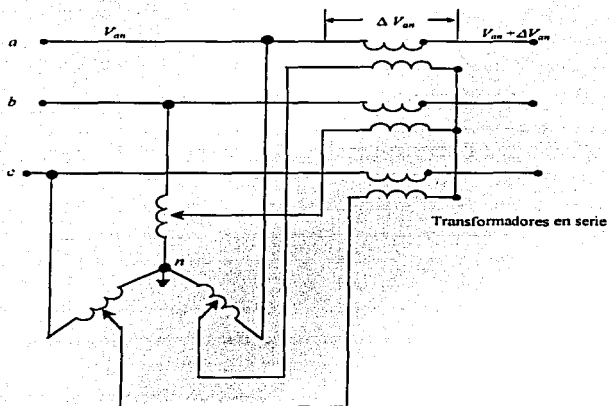 Δ V_an
a
V_an
V_an + ΔV_an
b
c
Transformadores en serie
n